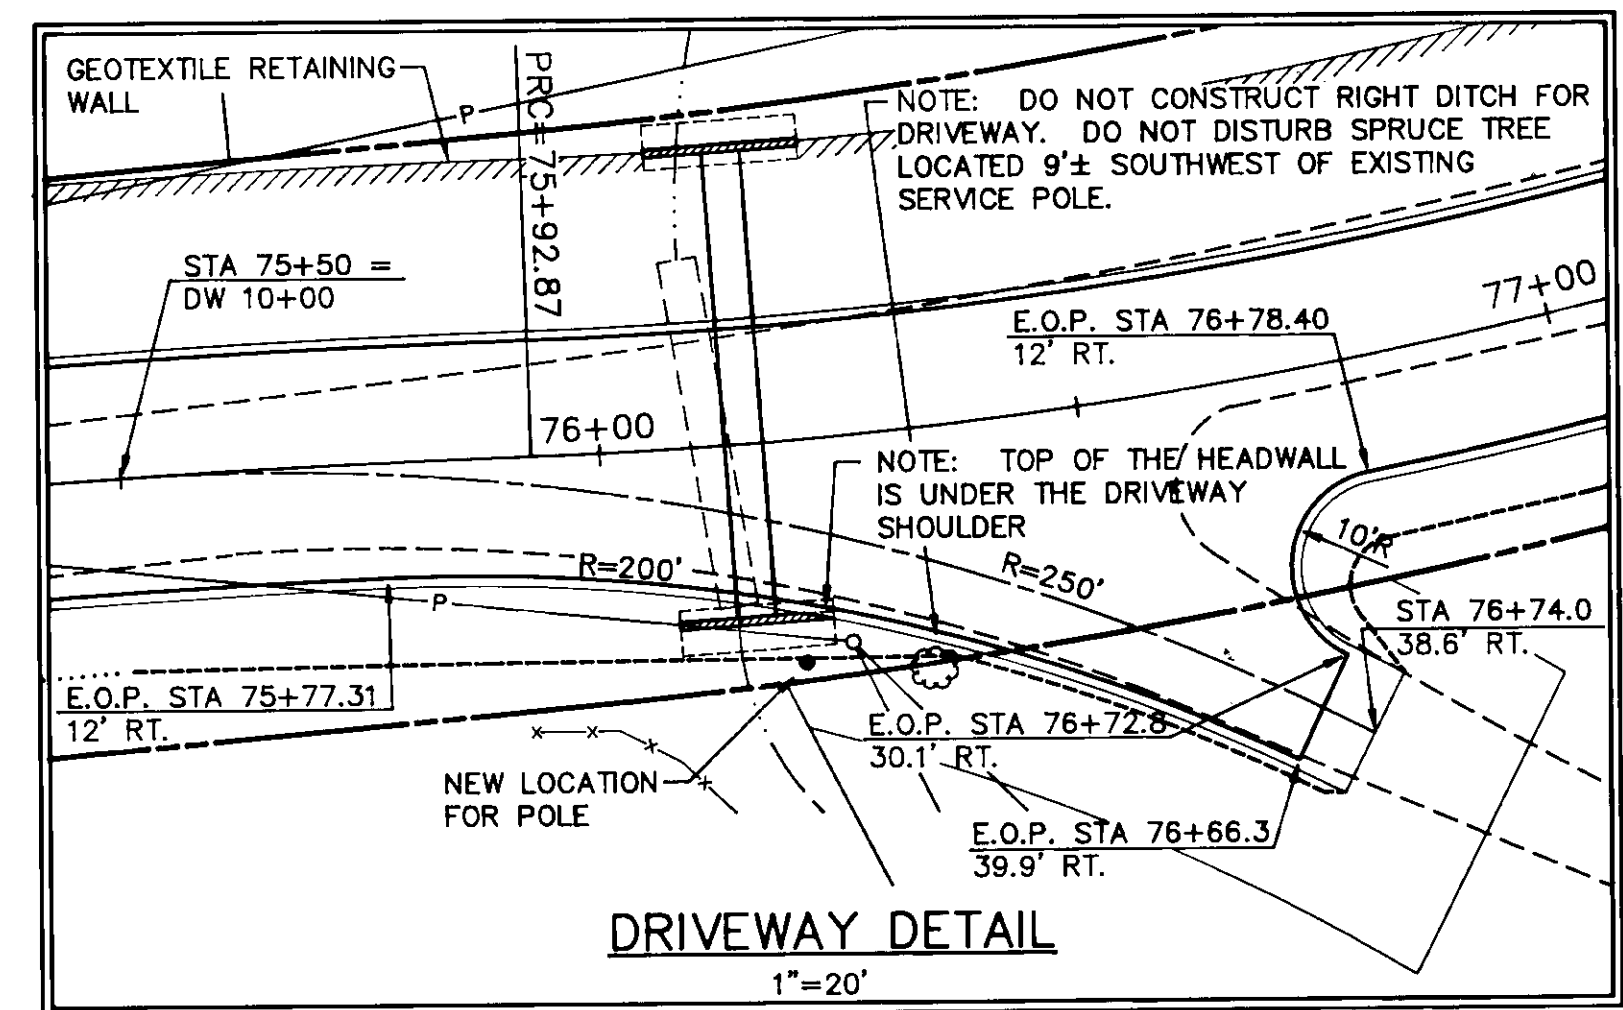 GEOTEXTILE RETAINING
WALL
P
PRC=75+92.87
NOTE: DO NOT CONSTRUCT RIGHT DITCH FOR
DRIVEWAY. DO NOT DISTURB SPRUCE TREE
LOCATED 9'± SOUTHWEST OF EXISTING
SERVICE POLE.
STA 75+50 =
DW 10+00
77+00
E.O.P. STA 76+78.40
12' RT.
76+00
NOTE: TOP OF THE HEADWALL
IS UNDER THE DRIVEWAY
SHOULDER
10'R
R=200'
R=250'
P
STA 76+74.0
38.6' RT.
E.O.P. STA 75+77.31
12' RT.
E.O.P. STA 76+72.8
30.1' RT.
NEW LOCATION
FOR POLE
E.O.P. STA 76+66.3
39.9' RT.
DRIVEWAY DETAIL
1"=20'